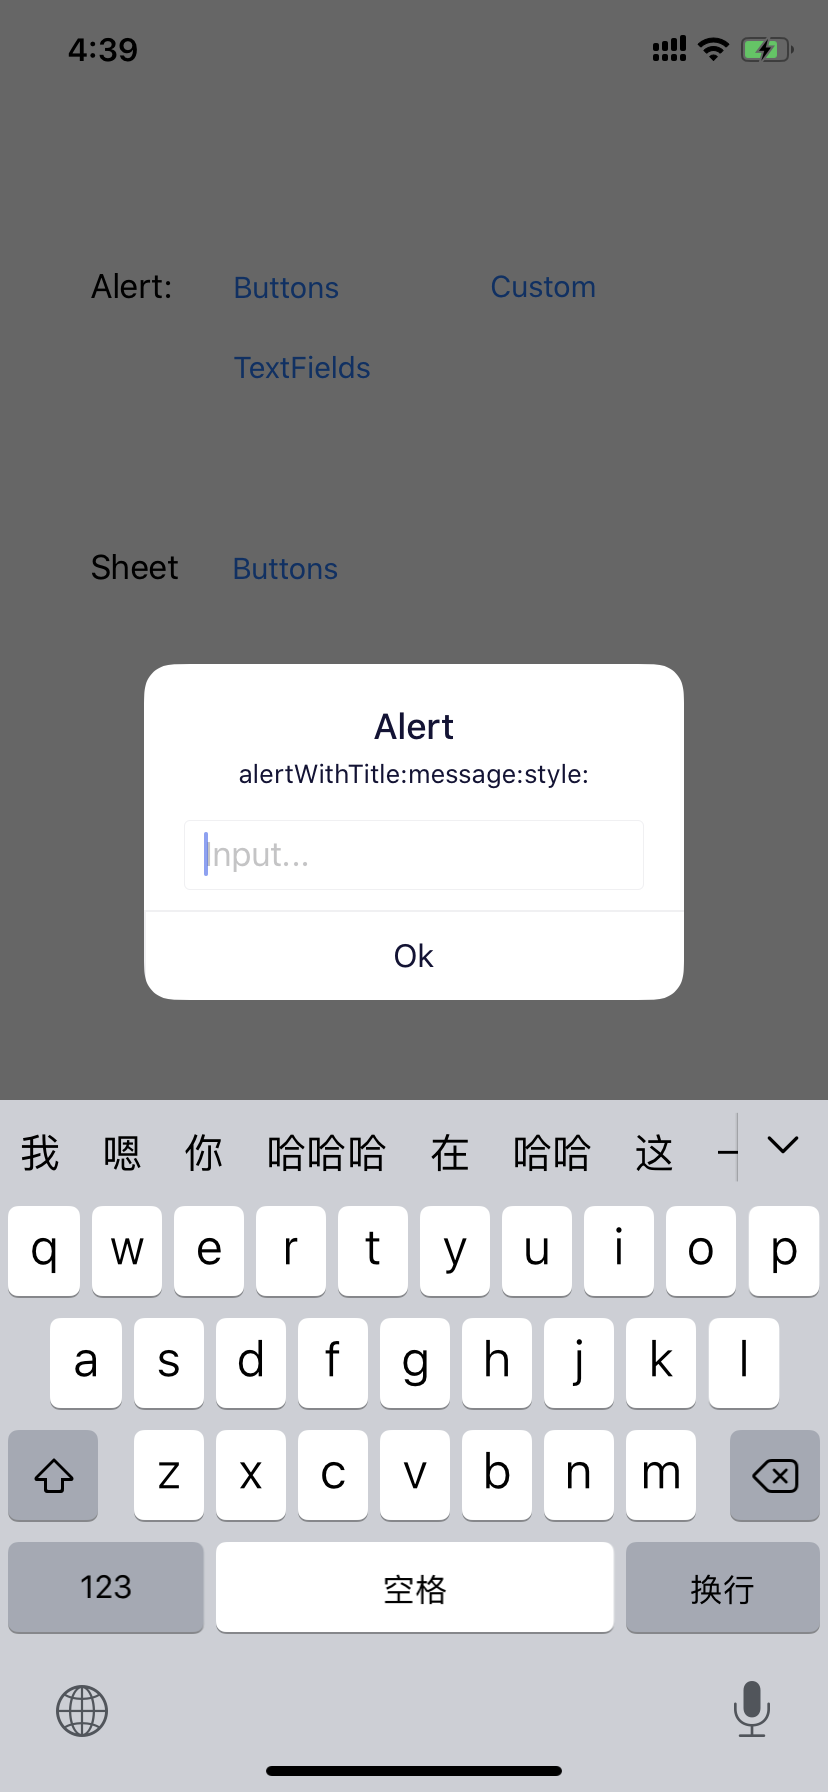 4:39
Alert: Buttons Custom
TextFields
Sheet Buttons
Alert
alertWithTitle:message:style:
Input...
Ok
我 嗯 你 哈哈哈 在 哈哈 这 一
q w e r t y u i o p
a s d f g h j k l
z x c v b n m
123 空格 换行